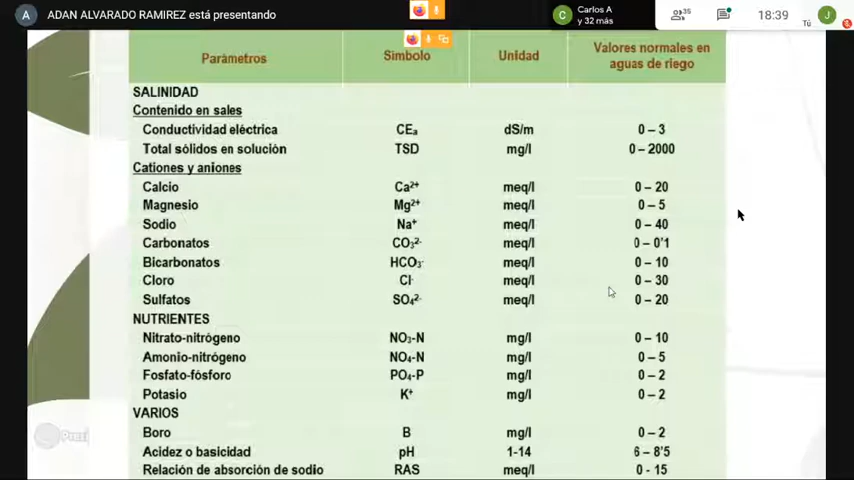 A ADAN ALVARADO RAMIREZ está presentando
C Carlos A
y 32 más
35
18:39
Tú
J
Parámetros Símbolo Unidad Valores normales en
aguas de riego
SALINIDAD
Contenido en sales
Conductividad eléctrica CEa dS/m 0 – 3
Total sólidos en solución TSD mg/l 0 – 2000
Cationes y aniones
Calcio Ca²⁺ meq/l 0 – 20
Magnesio Mg²⁺ meq/l 0 – 5
Sodio Na⁺ meq/l 0 – 40
Carbonatos CO₃²⁻ meq/l 0 – 0'1
Bicarbonatos HCO₃⁻ meq/l 0 – 10
Cloro Cl⁻ meq/l 0 – 30
Sulfatos SO₄²⁻ meq/l 0 – 20
NUTRIENTES
Nitrato-nitrógeno NO₃-N mg/l 0 – 10
Amonio-nitrógeno NO₄-N mg/l 0 – 5
Fosfato-fósforo PO₄-P mg/l 0 – 2
Potasio K⁺ mg/l 0 – 2
VARIOS
Boro B mg/l 0 – 2
Acidez o basicidad pH 1-14 6 – 8'5
Relación de absorción de sodio RAS meq/l 0 - 15